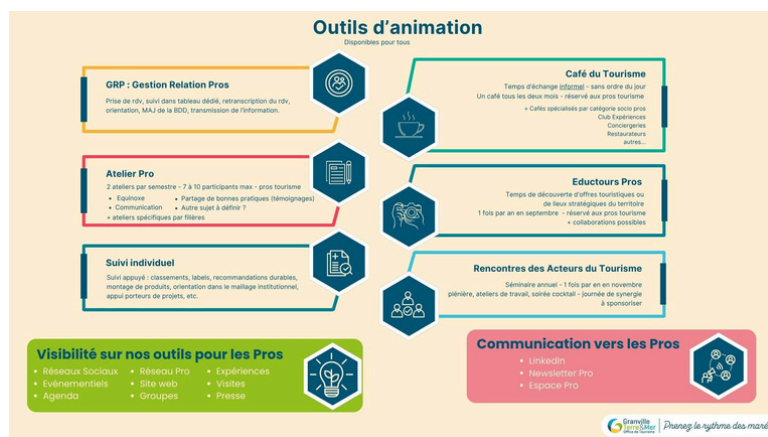 Outils d'animation
Disponibles pour tous
GRP : Gestion Relation Pros
Prise de rdv, suivi dans tableau dédié, retranscription du rdv,
orientation, MAJ de la BDD, transmission de l'information.
Atelier Pro
2 ateliers par semestre - 7 à 10 participants max - pros tourisme
• Equinoxe
• Partage de bonnes pratiques (témoignages)
• Communication
• Autre sujet à définir ?
+ ateliers spécifiques par filières
Suivi individuel
Suivi appuyé : classements, labels, recommandations durables,
montage de produits, orientation dans le maillage institutionnel,
appui porteurs de projets, etc.
Café du Tourisme
Temps d'échange informel - sans ordre du jour
Un café tous les deux mois - réservé aux pros tourisme
+ Cafés spécialisés par catégorie socio pros
Club Expériences
Conciergeries
Restaurateurs
autres...
Eductours Pros
Temps de découverte d'offres touristiques ou
de lieux stratégiques du territoire
1 fois par an en septembre - réservé aux pros tourisme
+ collaborations possibles
Rencontres des Acteurs du Tourisme
Séminaire annuel - 1 fois par en en novembre
plénière, ateliers de travail, soirée cocktail - journée de synergie
à sponsoriser
Visibilité sur nos outils pour les Pros
• Réseaux Sociaux
• Evénementiels
• Agenda
• Réseau Pro
• Site web
• Groupes
• Expériences
• Visites
• Presse
Communication vers les Pros
• LinkedIn
• Newsletter Pro
• Espace Pro
Granville
Terre&Mer
Office de Tourisme
Prenez le rythme des maré